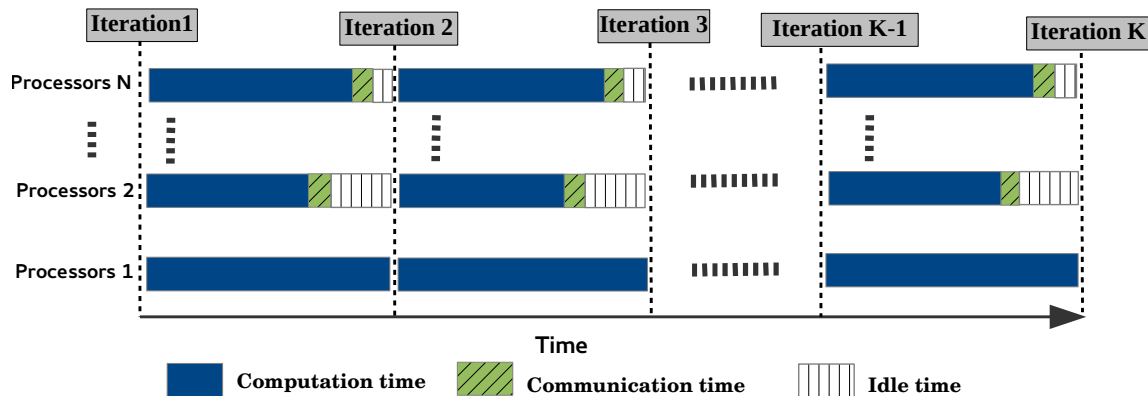 Iteration1
Iteration 2
Iteration 3
Iteration K-1
Iteration K
Processors N
Processors 2
Processors 1
Time
Computation time
Communication time
Idle time